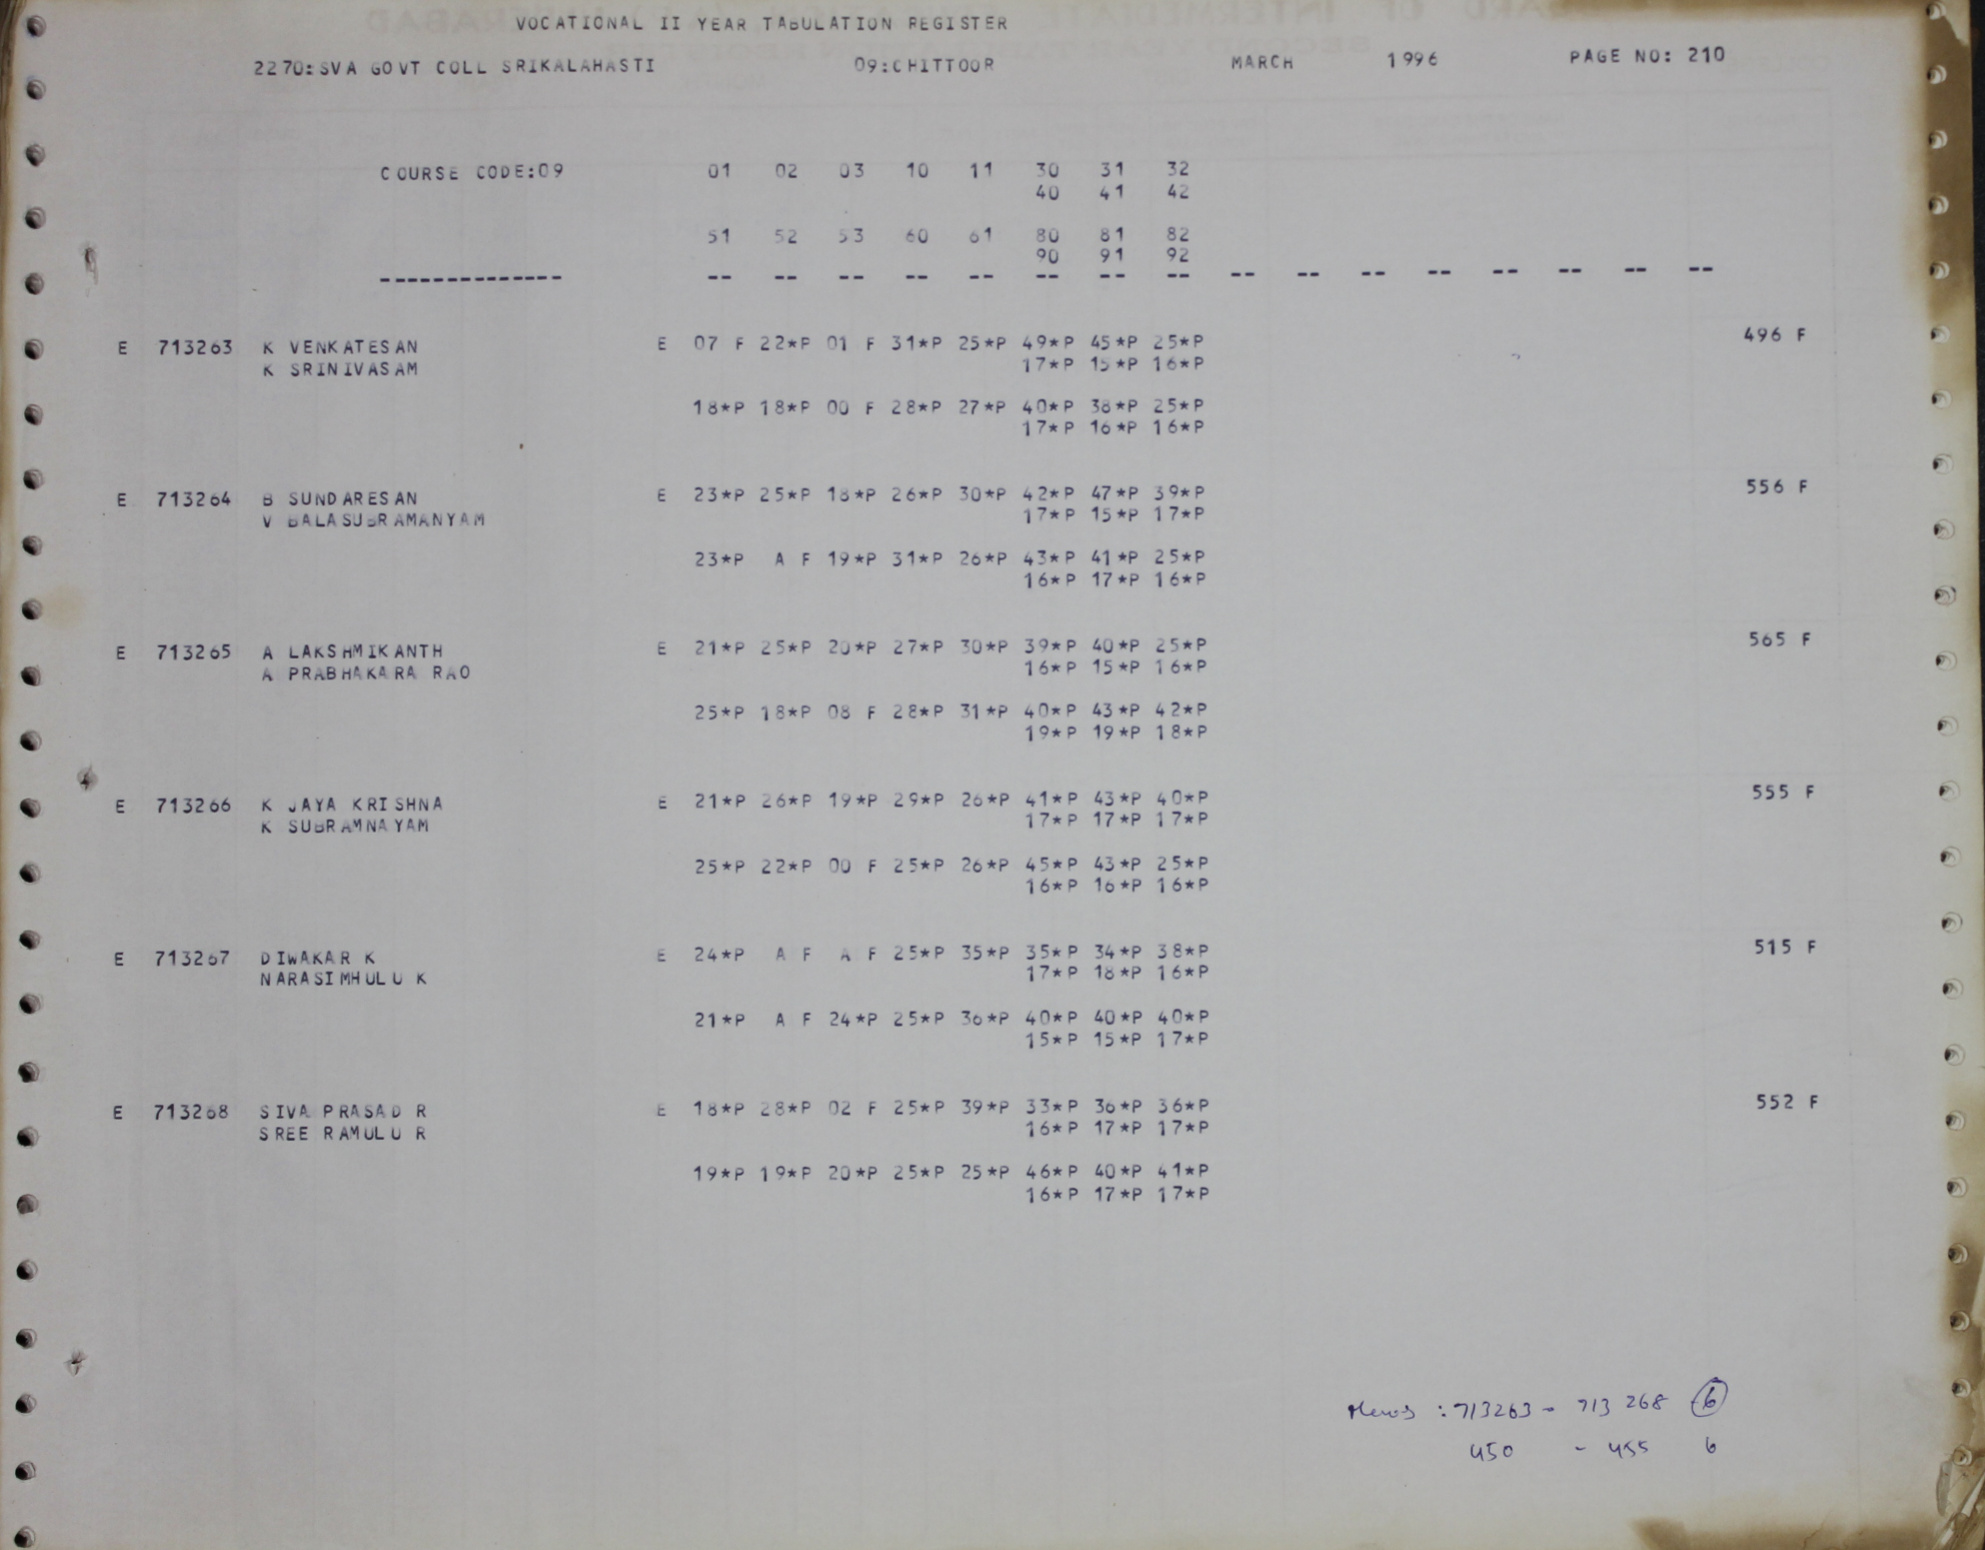 VOCATIONAL II YEAR TABULATION REGISTER
2270:SVA GOVT COLL SRIKALAHASTI 09:CHITTOOR MARCH 1996 PAGE NO: 210
COURSE CODE:09 01 02 03 10 11 30 31 32
40 41 42
51 52 53 60 61 80 81 82
90 91 92
-------------- -- -- -- -- -- -- -- -- -- -- -- -- -- -- -- --
E 713263 K VENKATESAN E 07 F 22*P 01 F 31*P 25*P 49*P 45*P 25*P 496 F
K SRINIVASAM 17*P 15*P 16*P
18*P 18*P 00 F 28*P 27*P 40*P 38*P 25*P
17*P 16*P 16*P
E 713264 B SUNDARESAN E 23*P 25*P 18*P 26*P 30*P 42*P 47*P 39*P 556 F
V BALASUBRAMANYAM 17*P 15*P 17*P
23*P A F 19*P 31*P 26*P 43*P 41*P 25*P
16*P 17*P 16*P
E 713265 A LAKSHMIKANTH E 21*P 25*P 20*P 27*P 30*P 39*P 40*P 25*P 565 F
A PRABHAKARA RAO 16*P 15*P 16*P
25*P 18*P 08 F 28*P 31*P 40*P 43*P 42*P
19*P 19*P 18*P
E 713266 K JAYA KRISHNA E 21*P 26*P 19*P 29*P 26*P 41*P 43*P 40*P 555 F
K SUBRAMNAYAM 17*P 17*P 17*P
25*P 22*P 00 F 25*P 26*P 45*P 43*P 25*P
16*P 16*P 16*P
E 713267 DIWAKAR K E 24*P A F A F 25*P 35*P 35*P 34*P 38*P 515 F
NARASIMHULU K 17*P 18*P 16*P
21*P A F 24*P 25*P 36*P 40*P 40*P 40*P
15*P 15*P 17*P
E 713268 SIVA PRASAD R E 18*P 28*P 02 F 25*P 39*P 33*P 36*P 36*P 552 F
SREE RAMULU R 16*P 17*P 17*P
19*P 19*P 20*P 25*P 25*P 46*P 40*P 41*P
16*P 17*P 17*P
: 713263 - 713268 6
450 - 455 6